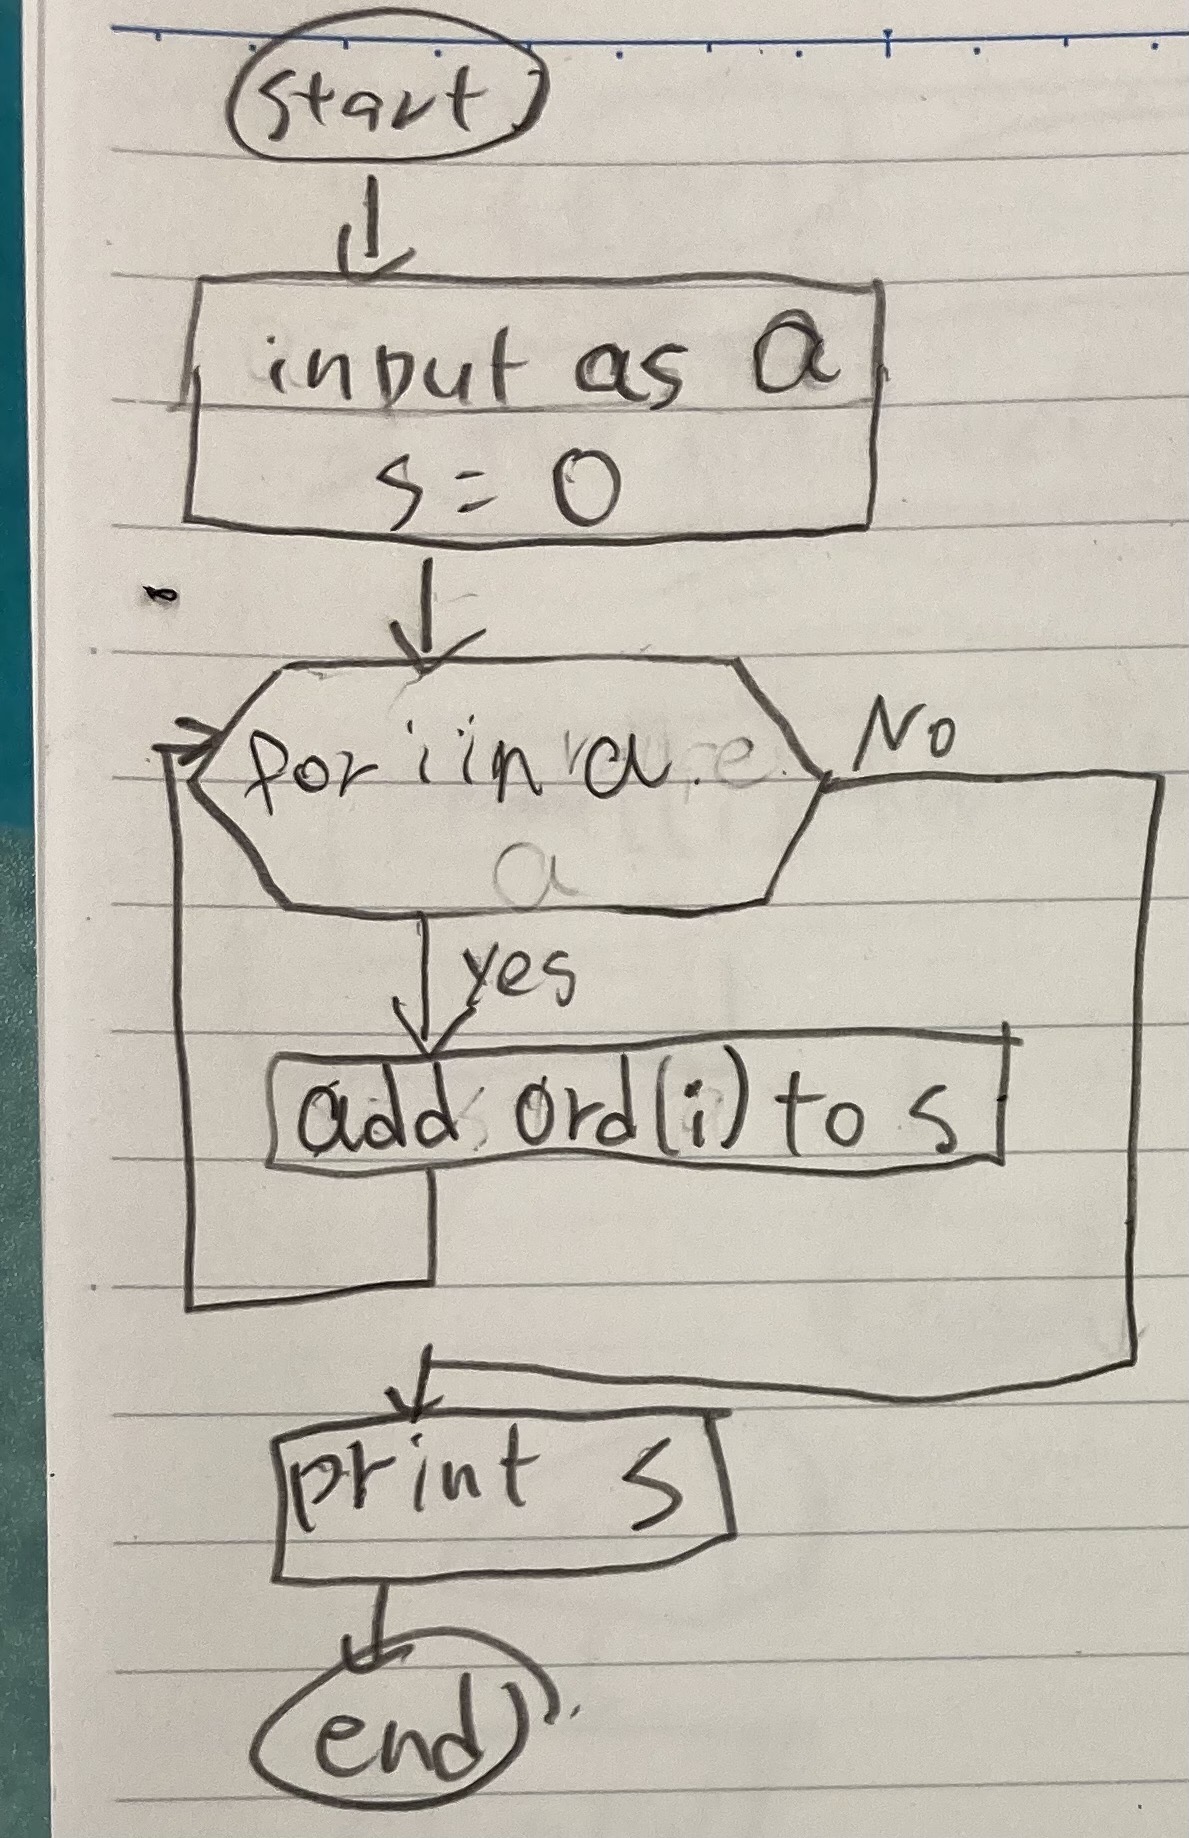 start
input as a
s = 0
for i in a
No
yes
add ord(i) to s
print s
end